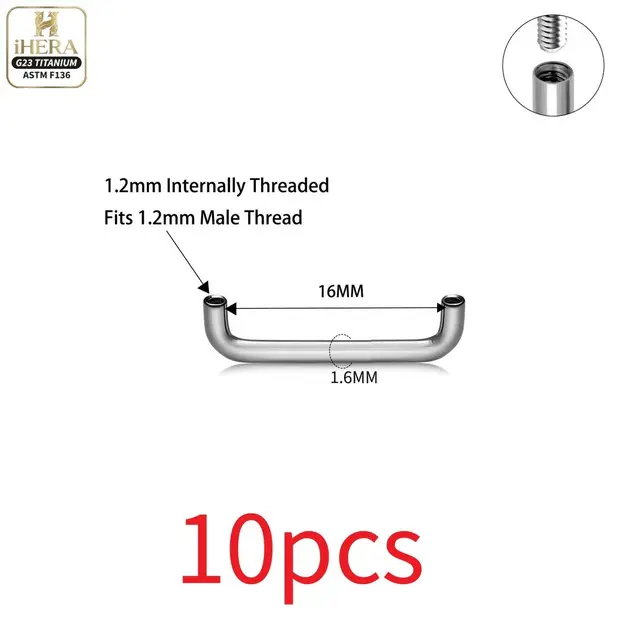 H
iHERA
G23 TITANIUM
ASTM F136
1.2mm Internally Threaded
Fits 1.2mm Male Thread
16MM
1.6MM
10pcs